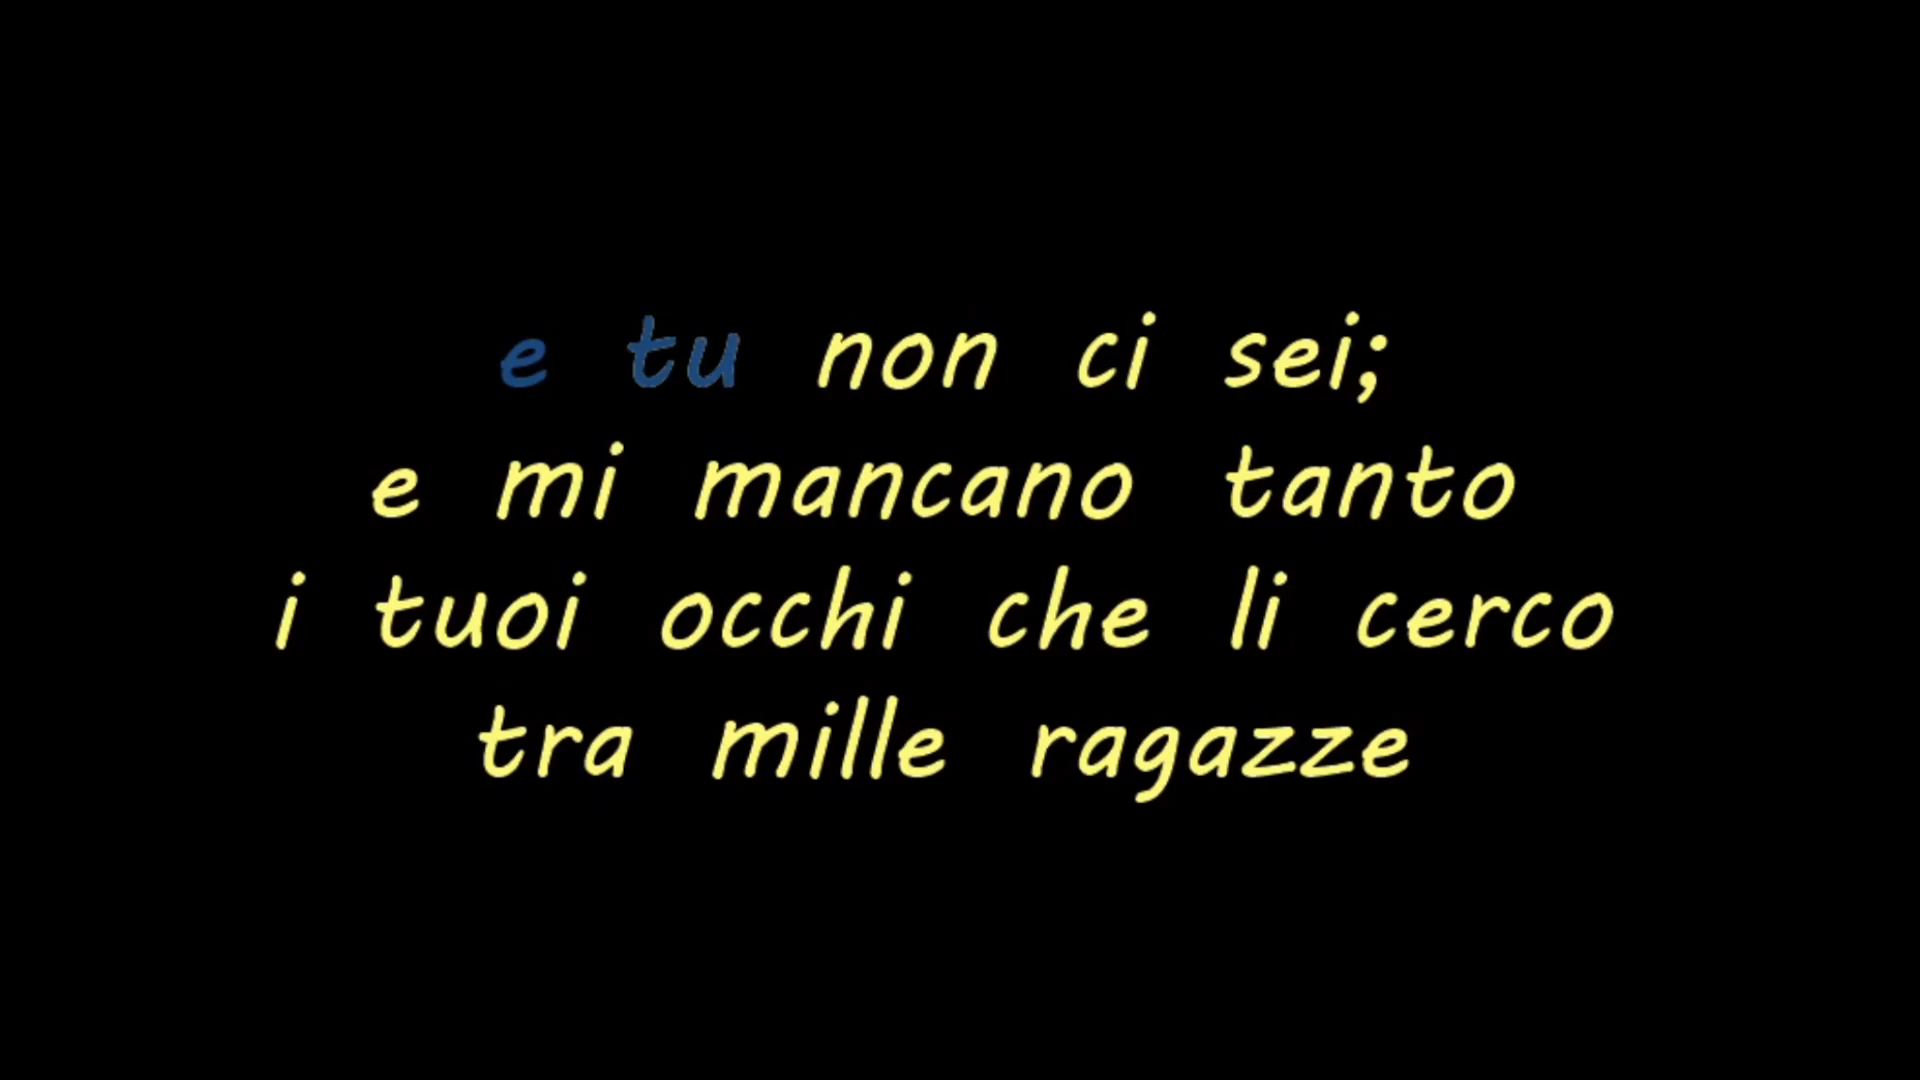 e tu non ci sei;
e mi mancano tanto
i tuoi occhi che li cerco
tra mille ragazze